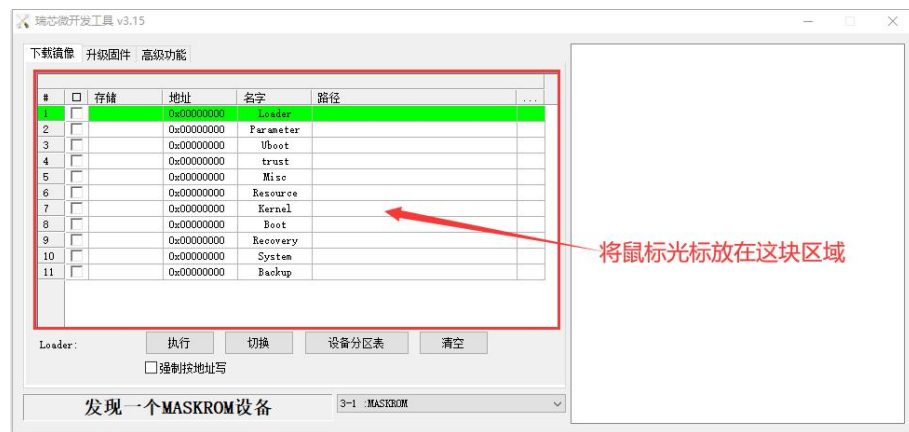 瑞芯微开发工具 v3.15
下载镜像 升级固件 高级功能
# 存储 地址 名字 路径 ...
1 0x00000000 Loader
2 0x00000000 Parameter
3 0x00000000 Uboot
4 0x00000000 trust
5 0x00000000 Misc
6 0x00000000 Resource
7 0x00000000 Kernel
8 0x00000000 Boot
9 0x00000000 Recovery
10 0x00000000 System
11 0x00000000 Backup
将鼠标光标放在这块区域
Loader: 执行 切换 设备分区表 清空
强制按地址写
发现一个MASKROM设备 3-1 :MASKROM